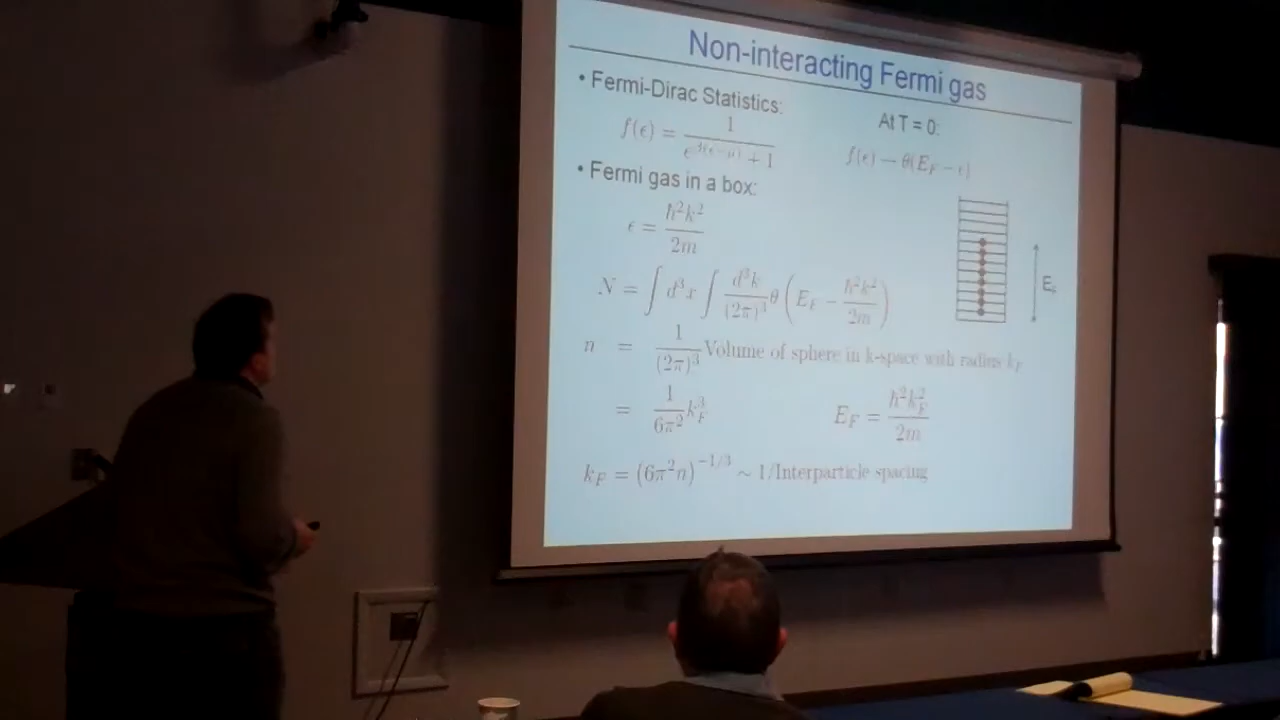 Non-interacting Fermi gas
• Fermi-Dirac Statistics:
f(ϵ) = 1 / (e^{β(ϵ−μ)} + 1)
At T = 0:
f(ϵ) → θ(E_F − ϵ)
• Fermi gas in a box:
ϵ = ħ²k² / 2m
E_F
N = ∫ d³x ∫ d³k/(2π)³ θ (E_F − ħ²k²/2m)
n = 1/(2π)³ Volume of sphere in k-space with radius k_F
= 1/6π² k_F³
E_F = ħ²k_F² / 2m
k_F = (6π²n)^{−1/3} ∼ 1/Interparticle spacing